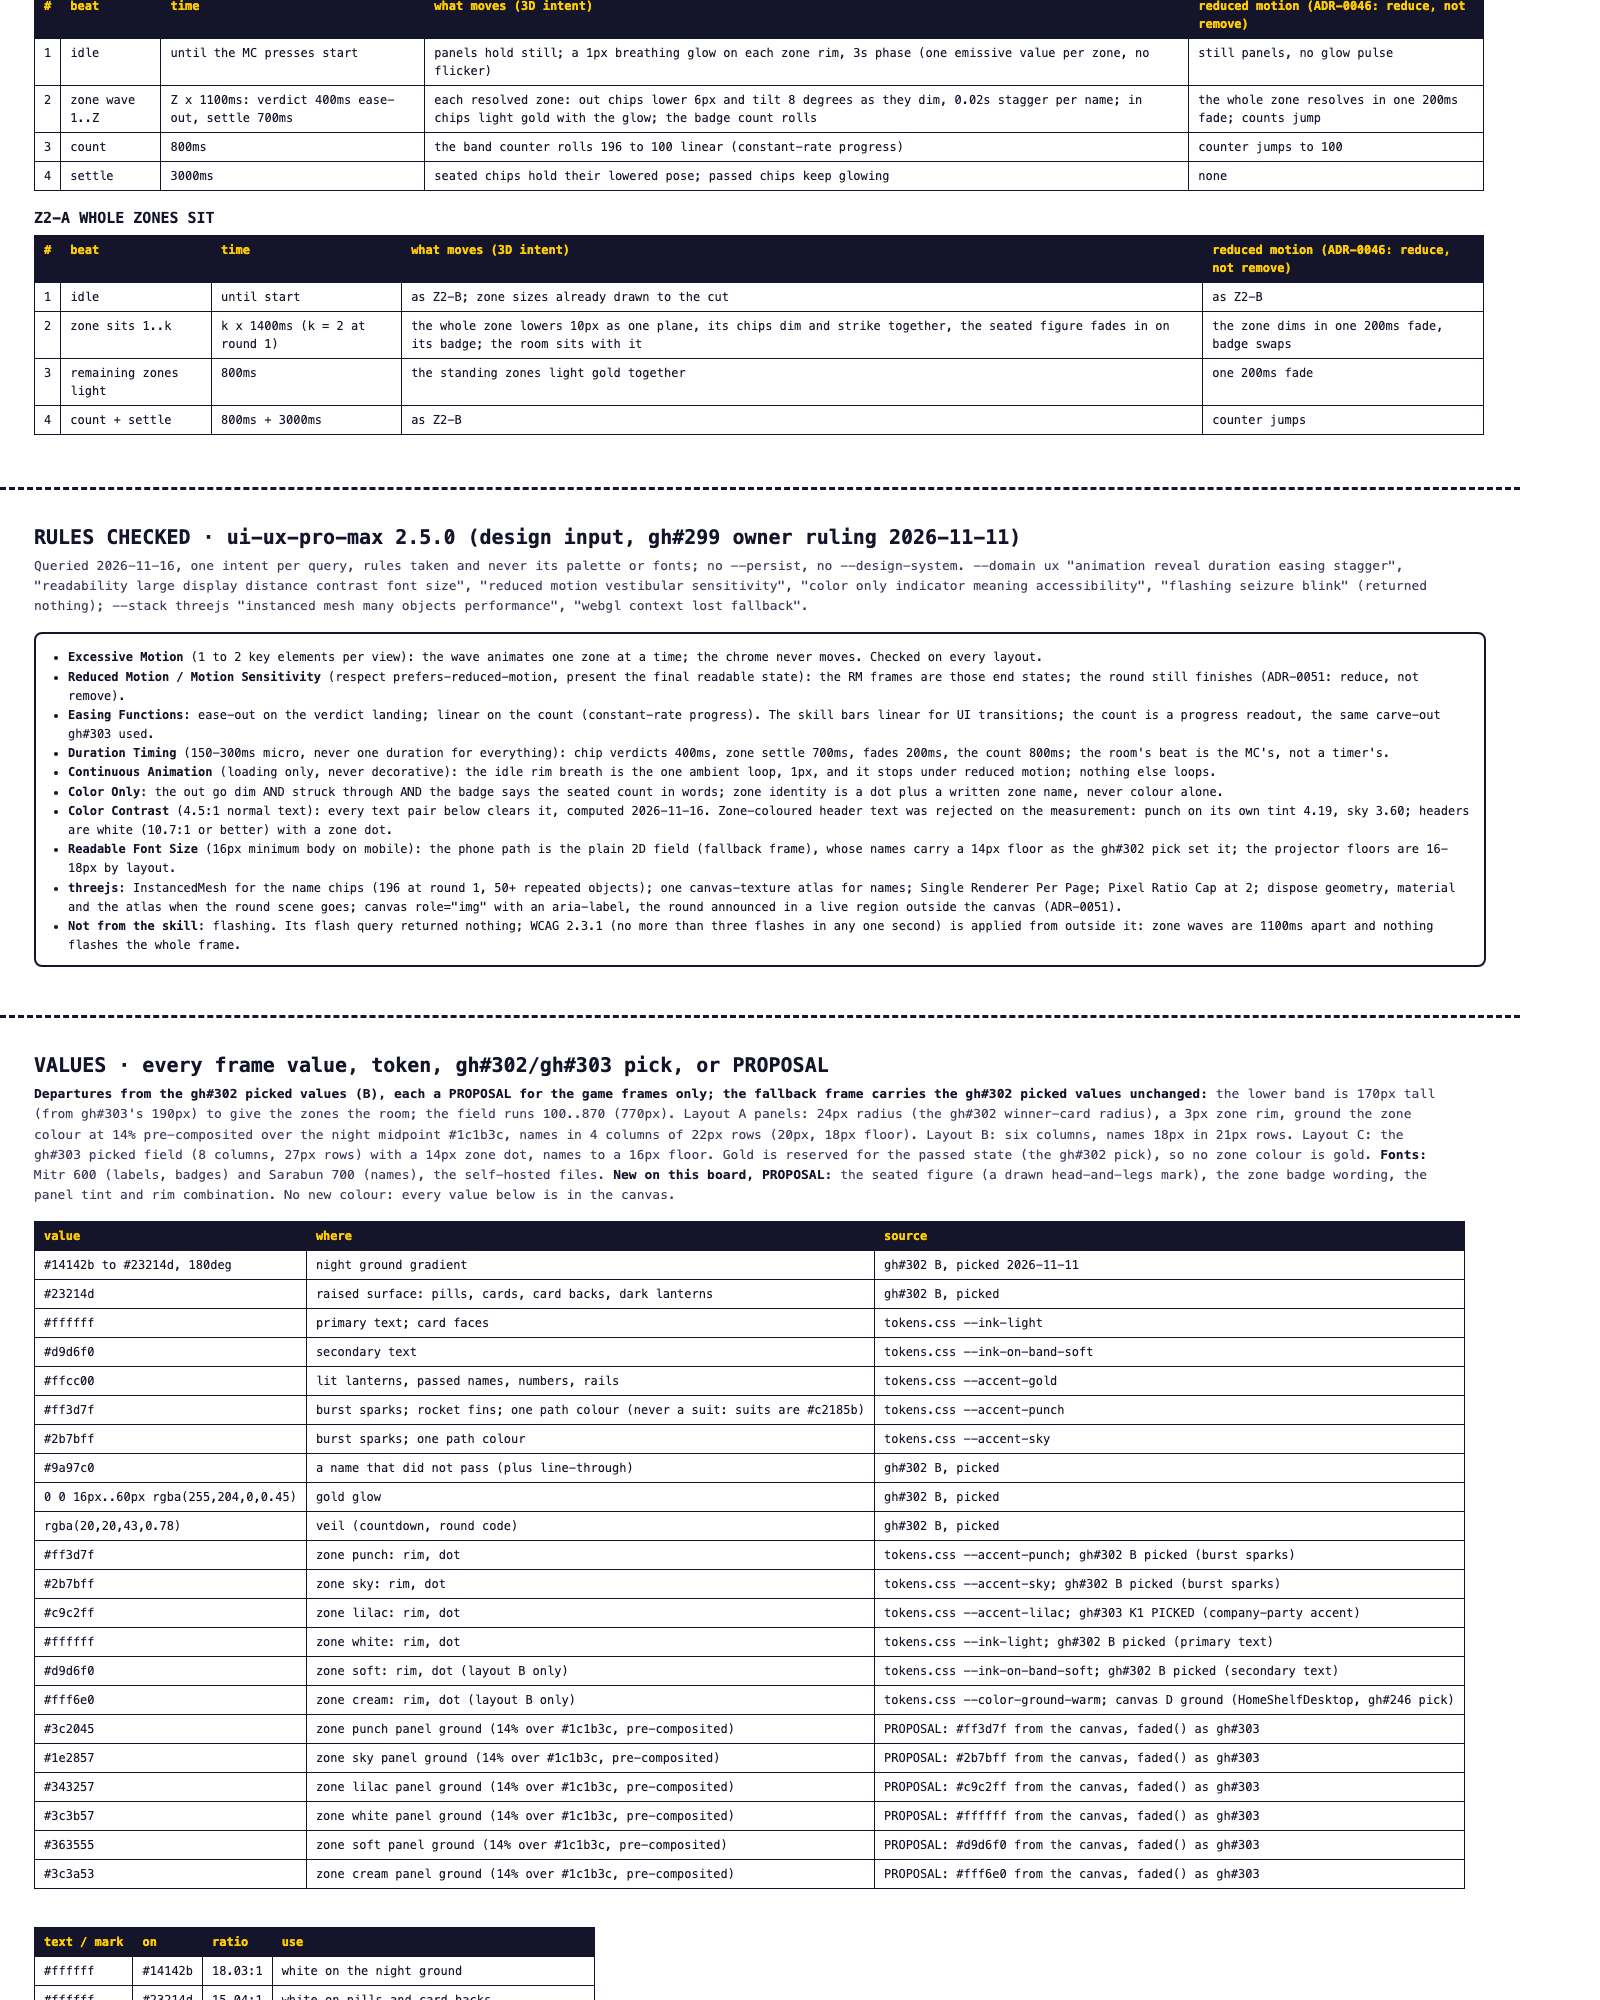 # beat time what moves (3D intent) reduced motion (ADR-0046: reduce, not
remove)
1 idle until the MC presses start panels hold still; a 1px breathing glow on each zone rim, 3s phase (one emissive value per zone, no still panels, no glow pulse
flicker)
2 zone wave Z x 1100ms: verdict 400ms ease- each resolved zone: out chips lower 6px and tilt 8 degrees as they dim, 0.02s stagger per name; in the whole zone resolves in one 200ms
1..Z out, settle 700ms chips light gold with the glow; the badge count rolls fade; counts jump
3 count 800ms the band counter rolls 196 to 100 linear (constant-rate progress) counter jumps to 100
4 settle 3000ms seated chips hold their lowered pose; passed chips keep glowing none
Z2-A WHOLE ZONES SIT
# beat time what moves (3D intent) reduced motion (ADR-0046: reduce,
not remove)
1 idle until start as Z2-B; zone sizes already drawn to the cut as Z2-B
2 zone sits 1..k k x 1400ms (k = 2 at the whole zone lowers 10px as one plane, its chips dim and strike together, the seated figure fades in on the zone dims in one 200ms fade,
round 1) its badge; the room sits with it badge swaps
3 remaining zones 800ms the standing zones light gold together one 200ms fade
light
4 count + settle 800ms + 3000ms as Z2-B counter jumps
RULES CHECKED · ui-ux-pro-max 2.5.0 (design input, gh#299 owner ruling 2026-11-11)
Queried 2026-11-16, one intent per query, rules taken and never its palette or fonts; no --persist, no --design-system. --domain ux "animation reveal duration easing stagger",
"readability large display distance contrast font size", "reduced motion vestibular sensitivity", "color only indicator meaning accessibility", "flashing seizure blink" (returned
nothing); --stack threejs "instanced mesh many objects performance", "webgl context lost fallback".
• Excessive Motion (1 to 2 key elements per view): the wave animates one zone at a time; the chrome never moves. Checked on every layout.
• Reduced Motion / Motion Sensitivity (respect prefers-reduced-motion, present the final readable state): the RM frames are those end states; the round still finishes (ADR-0051: reduce, not
remove).
• Easing Functions: ease-out on the verdict landing; linear on the count (constant-rate progress). The skill bars linear for UI transitions; the count is a progress readout, the same carve-out
gh#303 used.
• Duration Timing (150-300ms micro, never one duration for everything): chip verdicts 400ms, zone settle 700ms, fades 200ms, the count 800ms; the room's beat is the MC's, not a timer's.
• Continuous Animation (loading only, never decorative): the idle rim breath is the one ambient loop, 1px, and it stops under reduced motion; nothing else loops.
• Color Only: the out go dim AND struck through AND the badge says the seated count in words; zone identity is a dot plus a written zone name, never colour alone.
• Color Contrast (4.5:1 normal text): every text pair below clears it, computed 2026-11-16. Zone-coloured header text was rejected on the measurement: punch on its own tint 4.19, sky 3.60; headers
are white (10.7:1 or better) with a zone dot.
• Readable Font Size (16px minimum body on mobile): the phone path is the plain 2D field (fallback frame), whose names carry a 14px floor as the gh#302 pick set it; the projector floors are 16-
18px by layout.
• threejs: InstancedMesh for the name chips (196 at round 1, 50+ repeated objects); one canvas-texture atlas for names; Single Renderer Per Page; Pixel Ratio Cap at 2; dispose geometry, material
and the atlas when the round scene goes; canvas role="img" with an aria-label, the round announced in a live region outside the canvas (ADR-0051).
• Not from the skill: flashing. Its flash query returned nothing; WCAG 2.3.1 (no more than three flashes in any one second) is applied from outside it: zone waves are 1100ms apart and nothing
flashes the whole frame.
VALUES · every frame value, token, gh#302/gh#303 pick, or PROPOSAL
Departures from the gh#302 picked values (B), each a PROPOSAL for the game frames only; the fallback frame carries the gh#302 picked values unchanged: the lower band is 170px tall
(from gh#303's 190px) to give the zones the room; the field runs 100..870 (770px). Layout A panels: 24px radius (the gh#302 winner-card radius), a 3px zone rim, ground the zone
colour at 14% pre-composited over the night midpoint #1c1b3c, names in 4 columns of 22px rows (20px, 18px floor). Layout B: six columns, names 18px in 21px rows. Layout C: the
gh#303 picked field (8 columns, 27px rows) with a 14px zone dot, names to a 16px floor. Gold is reserved for the passed state (the gh#302 pick), so no zone colour is gold. Fonts:
Mitr 600 (labels, badges) and Sarabun 700 (names), the self-hosted files. New on this board, PROPOSAL: the seated figure (a drawn head-and-legs mark), the zone badge wording, the
panel tint and rim combination. No new colour: every value below is in the canvas.
value where source
#14142b to #23214d, 180deg night ground gradient gh#302 B, picked 2026-11-11
#23214d raised surface: pills, cards, card backs, dark lanterns gh#302 B, picked
#ffffff primary text; card faces tokens.css --ink-light
#d9d6f0 secondary text tokens.css --ink-on-band-soft
#ffcc00 lit lanterns, passed names, numbers, rails tokens.css --accent-gold
#ff3d7f burst sparks; rocket fins; one path colour (never a suit: suits are #c2185b) tokens.css --accent-punch
#2b7bff burst sparks; one path colour tokens.css --accent-sky
#9a97c0 a name that did not pass (plus line-through) gh#302 B, picked
0 0 16px..60px rgba(255,204,0,0.45) gold glow gh#302 B, picked
rgba(20,20,43,0.78) veil (countdown, round code) gh#302 B, picked
#ff3d7f zone punch: rim, dot tokens.css --accent-punch; gh#302 B picked (burst sparks)
#2b7bff zone sky: rim, dot tokens.css --accent-sky; gh#302 B picked (burst sparks)
#c9c2ff zone lilac: rim, dot tokens.css --accent-lilac; gh#303 K1 PICKED (company-party accent)
#ffffff zone white: rim, dot tokens.css --ink-light; gh#302 B picked (primary text)
#d9d6f0 zone soft: rim, dot (layout B only) tokens.css --ink-on-band-soft; gh#302 B picked (secondary text)
#fff6e0 zone cream: rim, dot (layout B only) tokens.css --color-ground-warm; canvas D ground (HomeShelfDesktop, gh#246 pick)
#3c2045 zone punch panel ground (14% over #1c1b3c, pre-composited) PROPOSAL: #ff3d7f from the canvas, faded() as gh#303
#1e2857 zone sky panel ground (14% over #1c1b3c, pre-composited) PROPOSAL: #2b7bff from the canvas, faded() as gh#303
#343257 zone lilac panel ground (14% over #1c1b3c, pre-composited) PROPOSAL: #c9c2ff from the canvas, faded() as gh#303
#3c3b57 zone white panel ground (14% over #1c1b3c, pre-composited) PROPOSAL: #ffffff from the canvas, faded() as gh#303
#363555 zone soft panel ground (14% over #1c1b3c, pre-composited) PROPOSAL: #d9d6f0 from the canvas, faded() as gh#303
#3c3a53 zone cream panel ground (14% over #1c1b3c, pre-composited) PROPOSAL: #fff6e0 from the canvas, faded() as gh#303
text / mark on ratio use
#ffffff #14142b 18.03:1 white on the night ground
#ffffff #23214d 15.04:1 white on pills and card backs